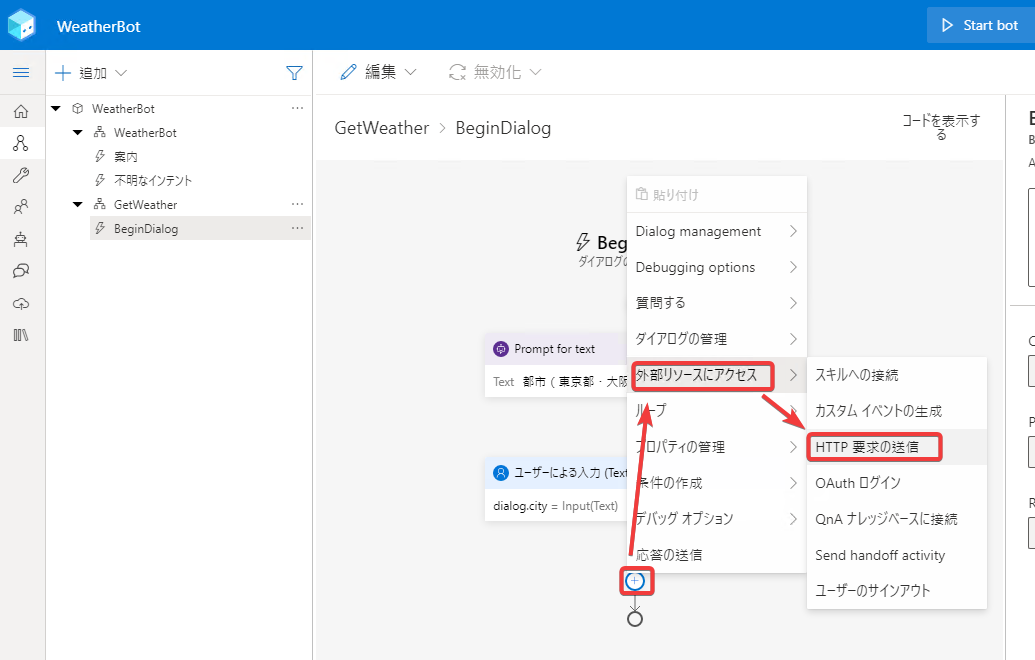 WeatherBot
Start bot
追加
編集
無効化
WeatherBot
WeatherBot
案内
不明なインテント
GetWeather
BeginDialog
GetWeather > BeginDialog
コードを表示す
る
Beg
ダイアログの
Prompt for text
Text 都市（東京都・大阪
ユーザーによる入力 (Text
dialog.city = Input(Text)
貼り付け
Dialog management
Debugging options
質問する
ダイアログの管理
外部リソースにアクセス
ループ
プロパティの管理
条件の作成
デバッグ オプション
応答の送信
スキルへの接続
カスタム イベントの生成
HTTP 要求の送信
OAuth ログイン
QnA ナレッジベースに接続
Send handoff activity
ユーザーのサインアウト